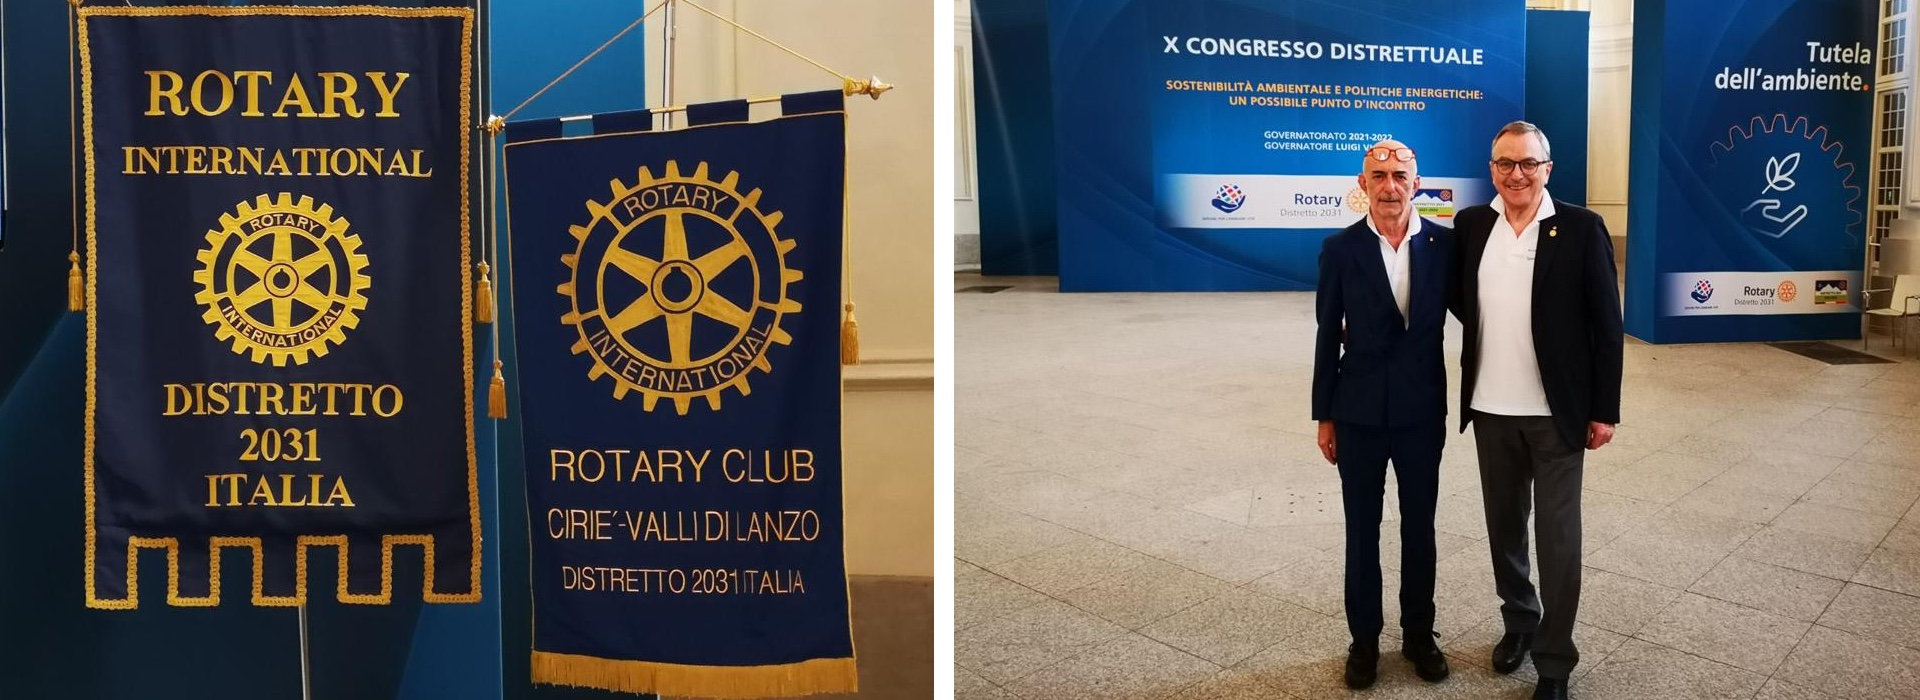 ROTARY
INTERNATIONAL
ROTARY
INTERNATIONAL
DISTRETTO
2031
ITALIA
ROTARY
INTERNATIONAL
ROTARY CLUB
CIRIE´-VALLI DI LANZO
DISTRETTO 2031 ITALIA
X CONGRESSO DISTRETTUALE
SOSTENIBILITÀ AMBIENTALE E POLITICHE ENERGETICHE:
UN POSSIBILE PUNTO D'INCONTRO
GOVERNATORATO 2021-2022
GOVERNATORE LUIGI
Rotary
Distretto 2031
Tutela
dell'ambiente.
Rotary
Distretto 2031